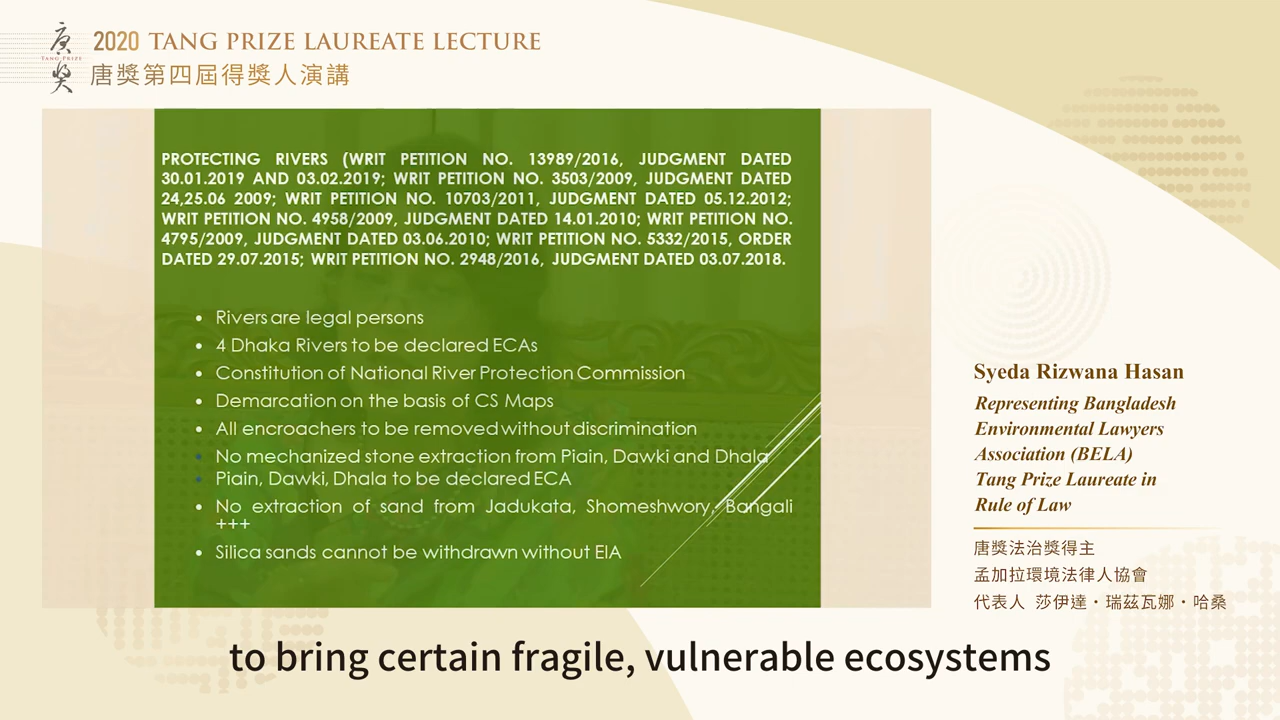 唐獎
TANG PRIZE
2020 TANG PRIZE LAUREATE LECTURE
唐獎第四屆得獎人演講
PROTECTING RIVERS (WRIT PETITION NO. 13989/2016, JUDGMENT DATED
30.01.2019 AND 03.02.2019; WRIT PETITION NO. 3503/2009, JUDGMENT DATED
24,25.06 2009; WRIT PETITION NO. 10703/2011, JUDGMENT DATED 05.12.2012;
WRIT PETITION NO. 4958/2009, JUDGMENT DATED 14.01.2010; WRIT PETITION NO.
4795/2009, JUDGMENT DATED 03.06.2010; WRIT PETITION NO. 5332/2015, ORDER
DATED 29.07.2015; WRIT PETITION NO. 2948/2016, JUDGMENT DATED 03.07.2018.
• Rivers are legal persons
• 4 Dhaka Rivers to be declared ECAs
• Constitution of National River Protection Commission
• Demarcation on the basis of CS Maps
• All encroachers to be removed without discrimination
• No mechanized stone extraction from Piain, Dawki and Dhala
• Piain, Dawki, Dhala to be declared ECA
• No extraction of sand from Jadukata, Shomeshwory, Bangali
+++
• Silica sands cannot be withdrawn without EIA
Syeda Rizwana Hasan
Representing Bangladesh
Environmental Lawyers
Association (BELA)
Tang Prize Laureate in
Rule of Law
唐獎法治獎得主
孟加拉環境法律人協會
代表人 莎伊達・瑞茲瓦娜・哈桑
to bring certain fragile, vulnerable ecosystems